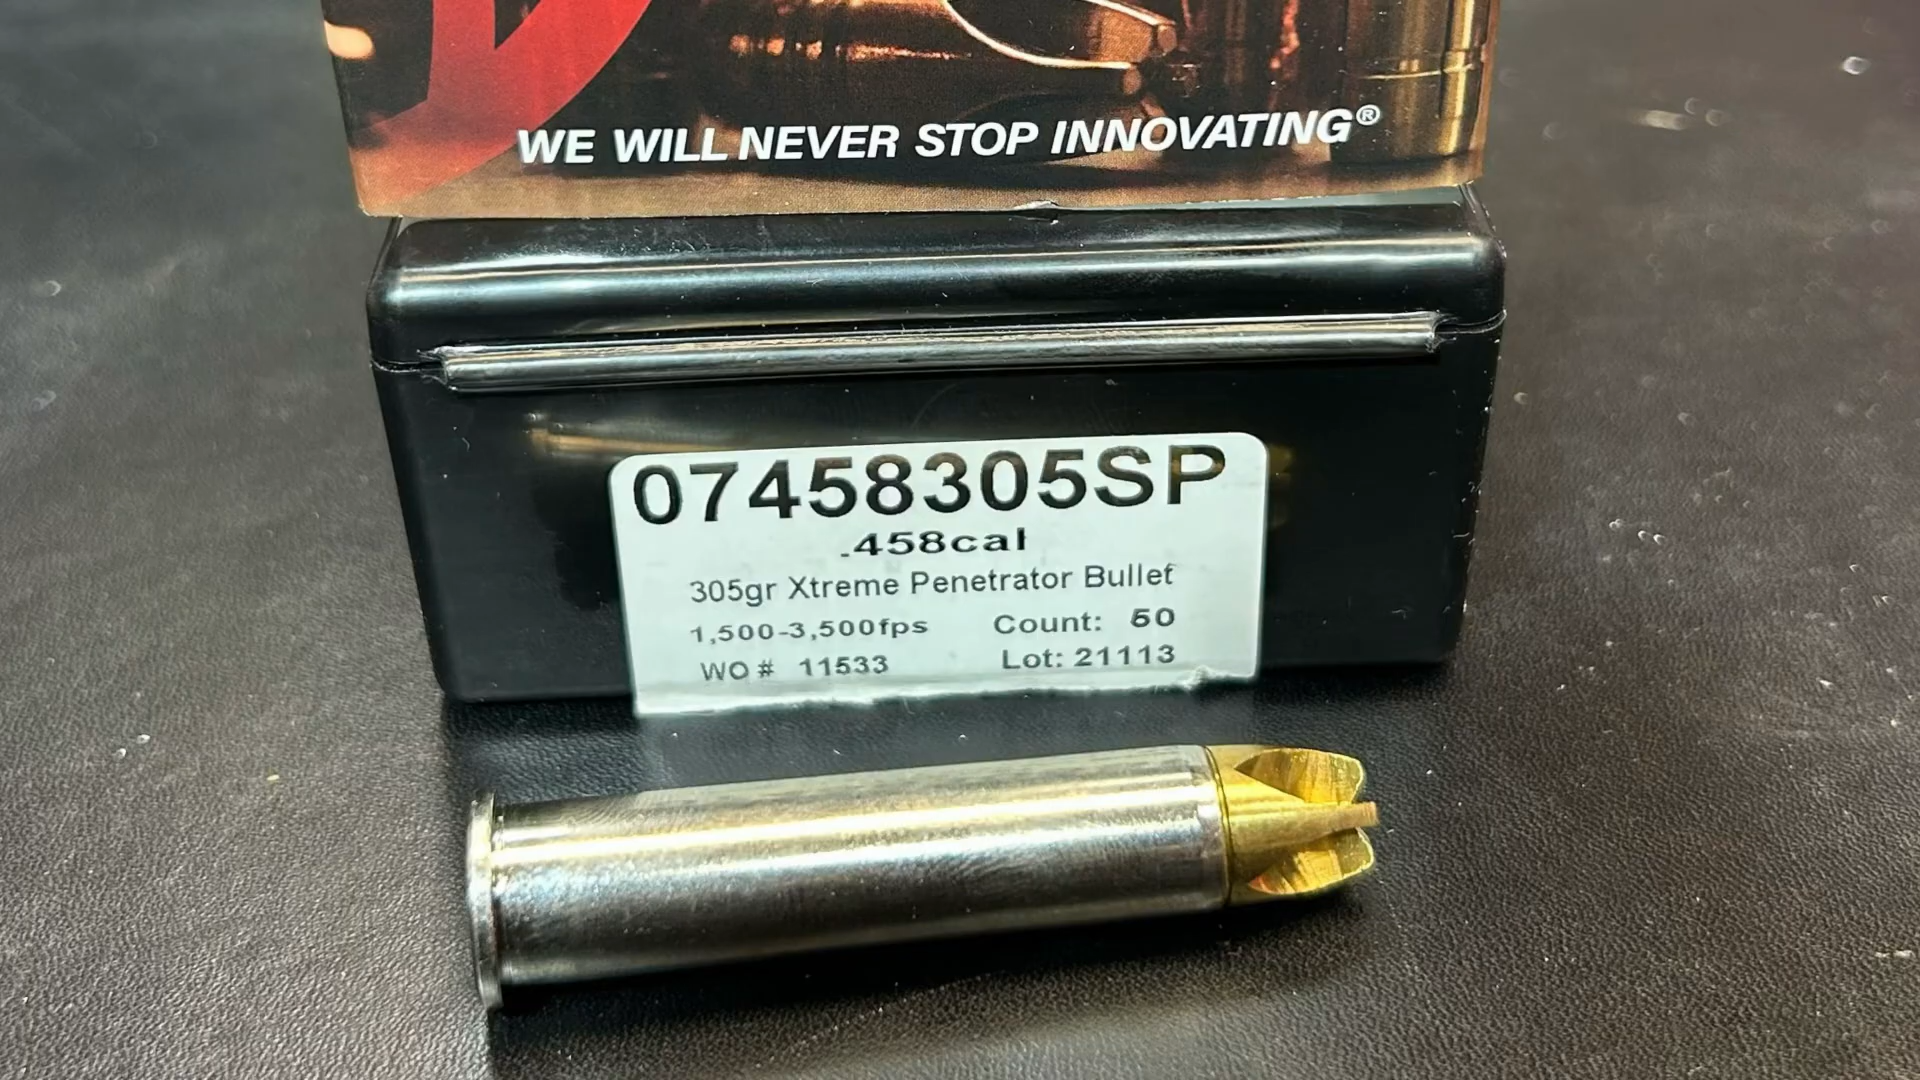 WE WILL NEVER STOP INNOVATING®
07458305SP
.458cal
305gr Xtreme Penetrator Bullet
1,500-3,500fps Count: 50
WO # 11533 Lot: 21113